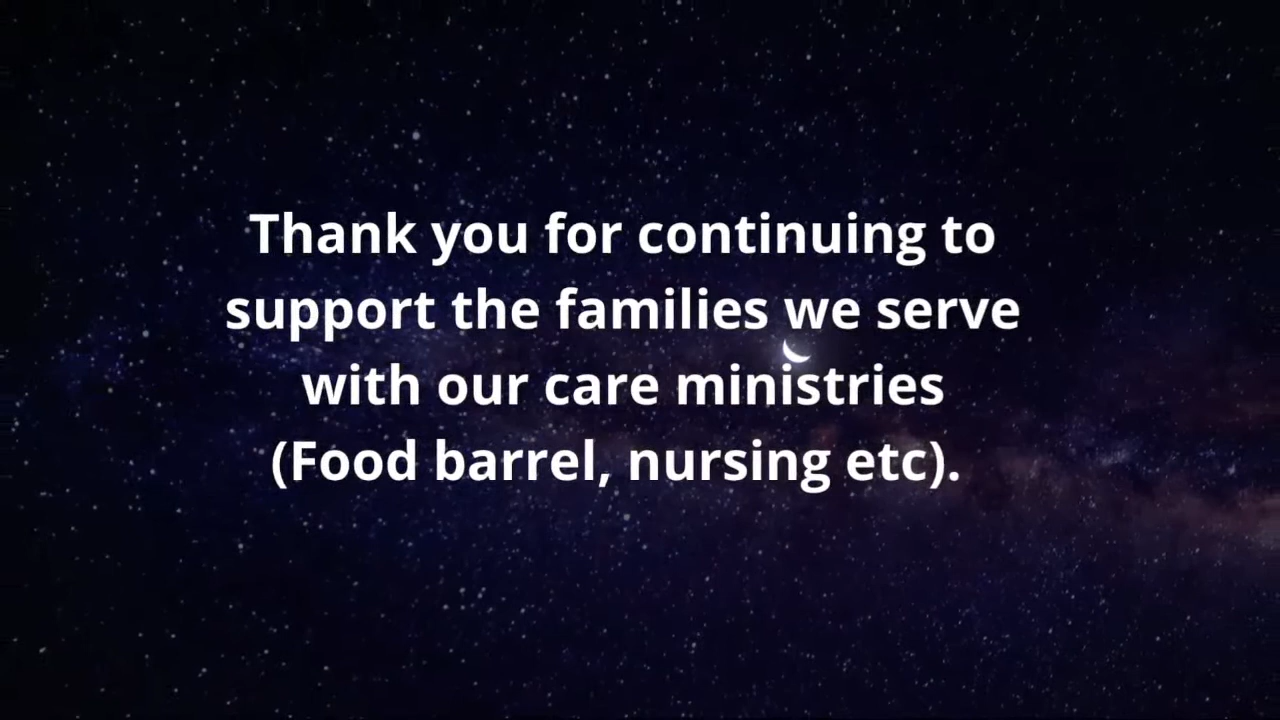 Thank you for continuing to
support the families we serve
with our care ministries
(Food barrel, nursing etc).